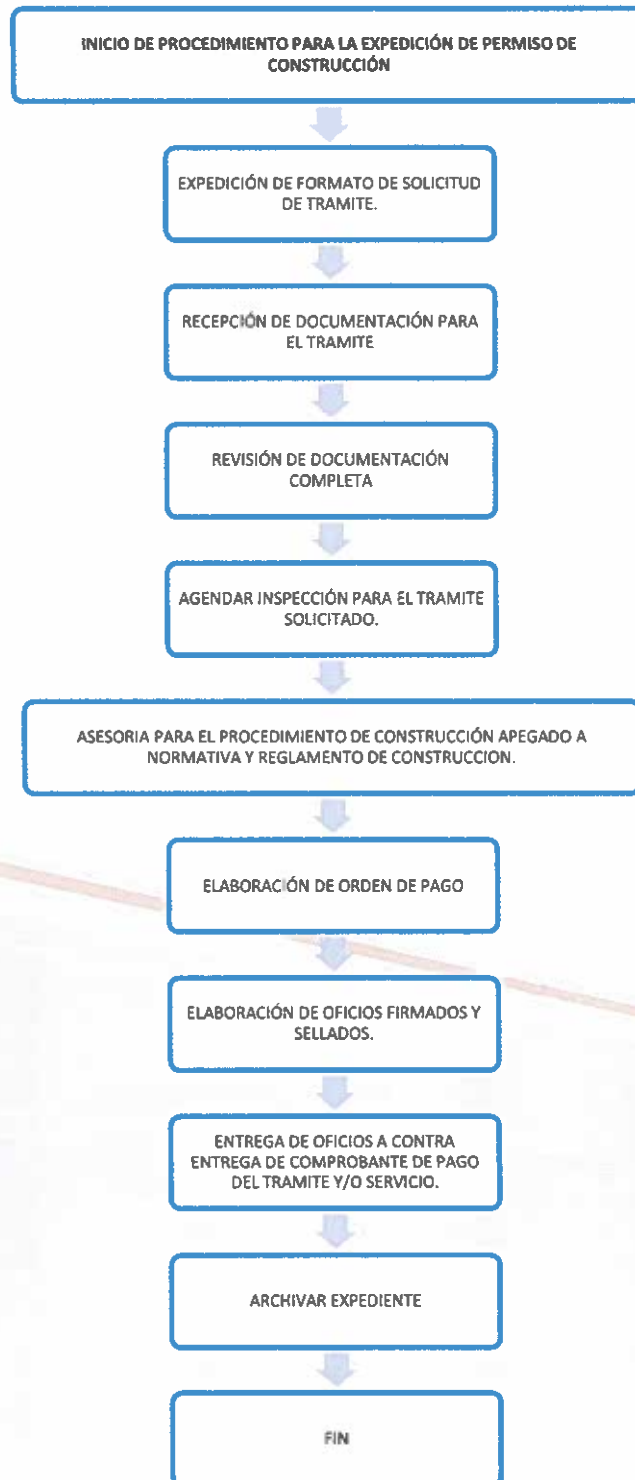 INICIO DE PROCEDIMIENTO PARA LA EXPEDICIÓN DE PERMISO DE
CONSTRUCCIÓN
EXPEDICIÓN DE FORMATO DE SOLICITUD
DE TRAMITE.
RECEPCIÓN DE DOCUMENTACIÓN PARA
EL TRAMITE
REVISIÓN DE DOCUMENTACIÓN
COMPLETA
AGENDAR INSPECCIÓN PARA EL TRAMITE
SOLICITADO.
ASESORIA PARA EL PROCEDIMIENTO DE CONSTRUCCIÓN APEGADO A
NORMATIVA Y REGLAMENTO DE CONSTRUCCION.
ELABORACIÓN DE ORDEN DE PAGO
ELABORACIÓN DE OFICIOS FIRMADOS Y
SELLADOS.
ENTREGA DE OFICIOS A CONTRA
ENTREGA DE COMPROBANTE DE PAGO
DEL TRAMITE Y/O SERVICIO.
ARCHIVAR EXPEDIENTE
FIN